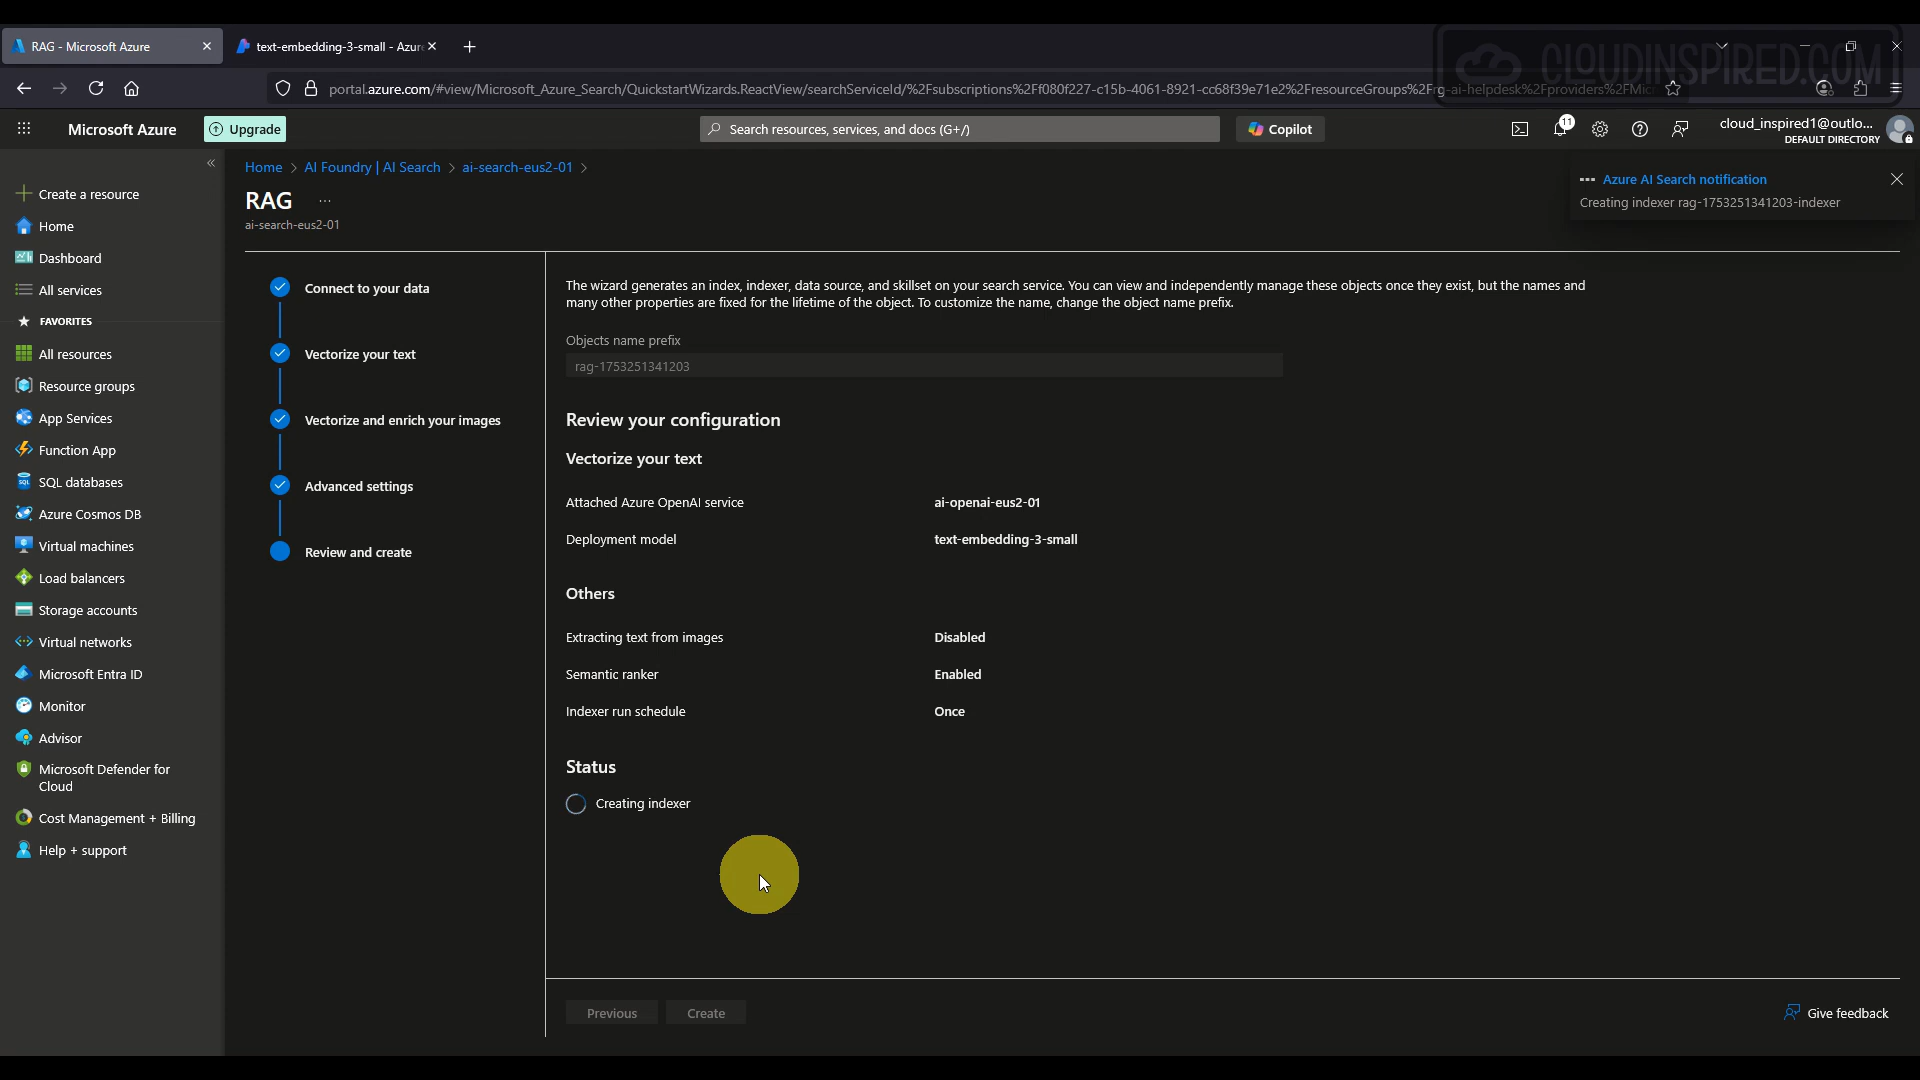 RAG - Microsoft Azure
text-embedding-3-small - Azur
CLOUDINSPIRED.COM
portal.azure.com/#view/Microsoft_Azure_Search/QuickstartWizards.ReactView/searchServiceId/%2Fsubscriptions%2Ff080f227-c15b-4061-8921-cc68f39e71e2%2FresourceGroups%2Frg-ai-helpdesk%2Fproviders%2FMic
Microsoft Azure
Upgrade
Search resources, services, and docs (G+/)
Copilot
11
cloud_inspired1@outlo...
DEFAULT DIRECTORY
Create a resource
Home
Dashboard
All services
FAVORITES
All resources
Resource groups
App Services
Function App
SQL databases
Azure Cosmos DB
Virtual machines
Load balancers
Storage accounts
Virtual networks
Microsoft Entra ID
Monitor
Advisor
Microsoft Defender for
Cloud
Cost Management + Billing
Help + support
Home > AI Foundry | AI Search > ai-search-eus2-01 >
RAG ...
ai-search-eus2-01
Azure AI Search notification
Creating indexer rag-1753251341203-indexer
Connect to your data
Vectorize your text
Vectorize and enrich your images
Advanced settings
Review and create
The wizard generates an index, indexer, data source, and skillset on your search service. You can view and independently manage these objects once they exist, but the names and
many other properties are fixed for the lifetime of the object. To customize the name, change the object name prefix.
Objects name prefix
rag-1753251341203
Review your configuration
Vectorize your text
Attached Azure OpenAI service ai-openai-eus2-01
Deployment model text-embedding-3-small
Others
Extracting text from images Disabled
Semantic ranker Enabled
Indexer run schedule Once
Status
Creating indexer
Previous
Create
Give feedback